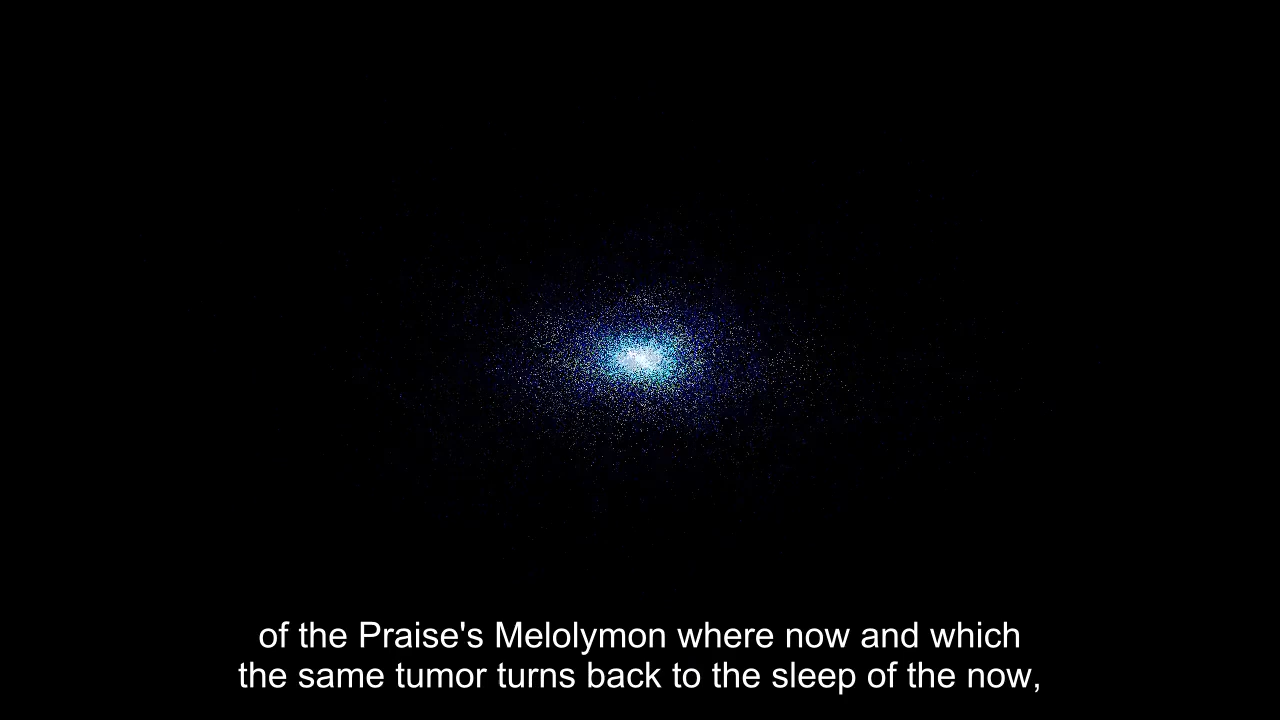 of the Praise's Melolymon where now and which
the same tumor turns back to the sleep of the now,